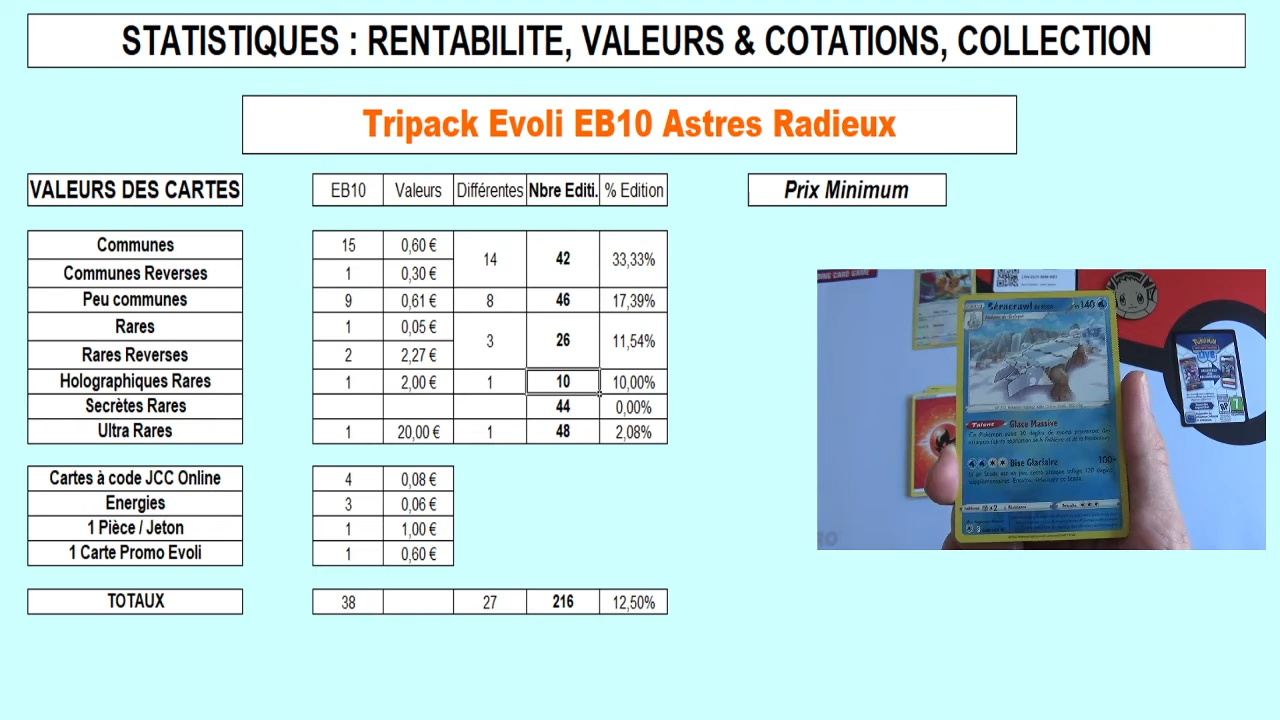 STATISTIQUES : RENTABILITE, VALEURS & COTATIONS, COLLECTION
Tripack Evoli EB10 Astres Radieux
VALEURS DES CARTES EB10 Valeurs Différentes Nbre Editi. % Edition Prix Minimum
Communes 15 0,60 € 14 42 33,33%
Communes Reverses 1 0,30 €
Peu communes 9 0,61 € 8 46 17,39%
Rares 1 0,05 € 3 26 11,54%
Rares Reverses 2 2,27 €
Holographiques Rares 1 2,00 € 1 10 10,00%
Secrètes Rares 44 0,00%
Ultra Rares 1 20,00 € 1 48 2,08%
Cartes à code JCC Online 4 0,08 €
Energies 3 0,06 €
1 Pièce / Jeton 1 1,00 €
1 Carte Promo Evoli 1 0,60 €
TOTAUX 38 27 216 12,50%
140
Talent Glace Massive
Bise Glaciaire 100+